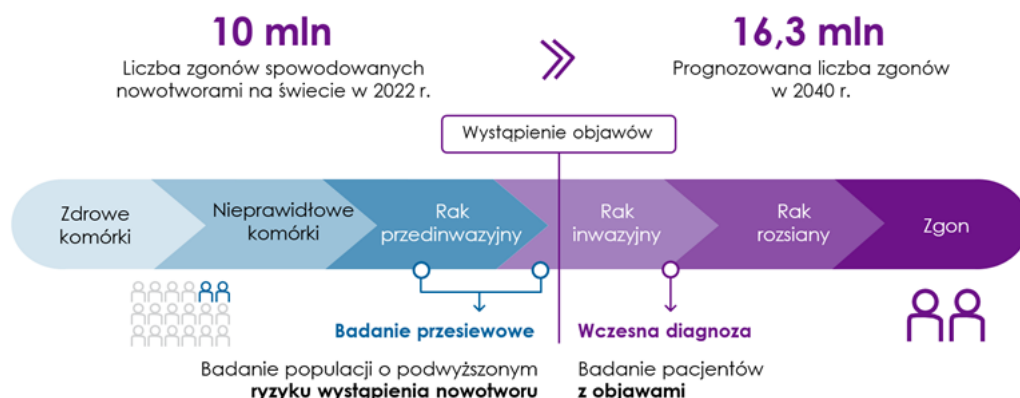 10 mln
Liczba zgonów spowodowanych
nowotworami na świecie w 2022 r.
16,3 mln
Prognozowana liczba zgonów
w 2040 r.
Wystąpienie objawów
Zdrowe
komórki
Nieprawidłowe
komórki
Rak
przedinwazyjny
Rak
inwazyjny
Rak
rozsiany
Zgon
Badanie przesiewowe
Badanie populacji o podwyższonym
ryzyku wystąpienia nowotworu
Wczesna diagnoza
Badanie pacjentów
z objawami